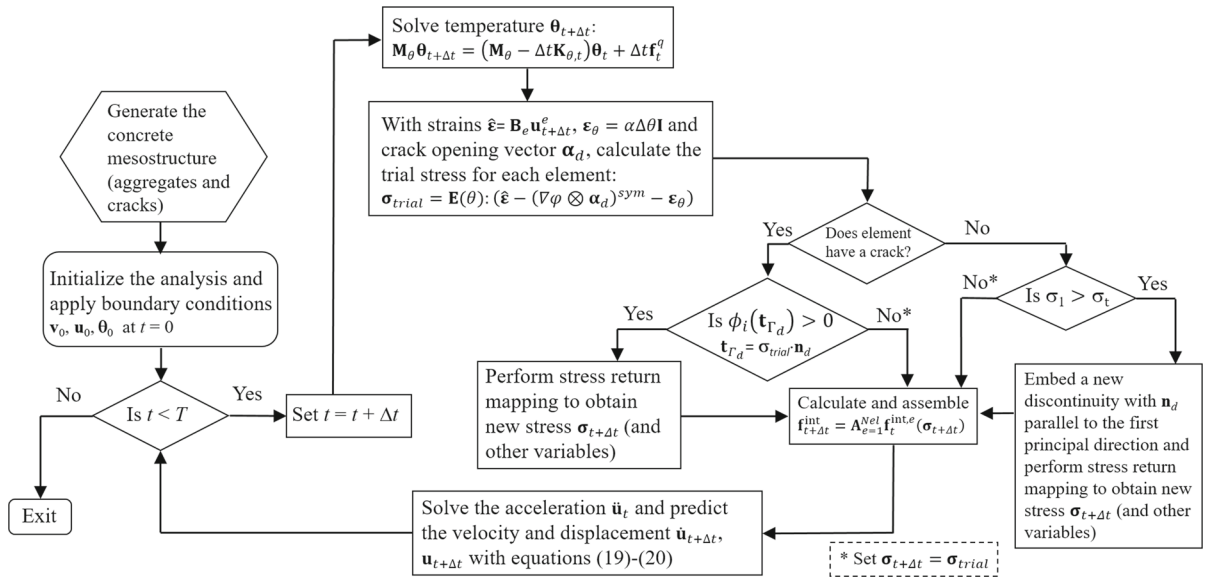 Generate the
concrete
mesostructure
(aggregates and
cracks)
Initialize the analysis and
apply boundary conditions
𝐯₀, 𝐮₀, 𝛉₀ at t = 0
Is t < T
No
Yes
Exit
Set t = t + Δt
Solve temperature 𝛉_{t+Δt}:
𝐌_θ𝛉_{t+Δt} = (𝐌_θ − Δt𝐊_{θ,t})𝛉_t + Δt𝐟_t^q
With strains 𝛆̂= 𝐁_e𝐮^e_{t+Δt}, 𝛆_θ = αΔθ𝐈 and
crack opening vector 𝛂_d, calculate the
trial stress for each element:
𝛔_{trial} = 𝐄(θ): (𝛆̂ − (∇φ ⊗ 𝛂_d)^{sym} − 𝛆_θ)
Does element
have a crack?
Yes
No
Is ϕ_i(𝐭_{Γ_d}) > 0
𝐭_{Γ_d} = σ_{trial}·𝐧_d
Yes
No*
Is σ₁ > σ_t
No*
Yes
Perform stress return
mapping to obtain
new stress 𝛔_{t+Δt} (and
other variables)
Calculate and assemble
𝐟^{int}_{t+Δt} = 𝐀^{Nel}_{e=1}𝐟_t^{int,e}(𝛔_{t+Δt})
Embed a new
discontinuity with 𝐧_d
parallel to the first
principal direction and
perform stress return
mapping to obtain new
stress 𝛔_{t+Δt} (and other
variables)
Solve the acceleration 𝐮̈_t and predict
the velocity and displacement 𝐮̇_{t+Δt},
𝐮_{t+Δt} with equations (19)-(20)
* Set 𝛔_{t+Δt} = 𝛔_{trial}